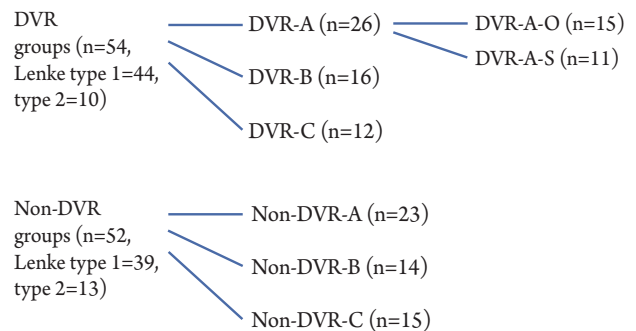 DVR
groups (n=54,
Lenke type 1=44,
type 2=10)
DVR-A (n=26)
DVR-B (n=16)
DVR-C (n=12)
DVR-A-O (n=15)
DVR-A-S (n=11)
Non-DVR
groups (n=52,
Lenke type 1=39,
type 2=13)
Non-DVR-A (n=23)
Non-DVR-B (n=14)
Non-DVR-C (n=15)